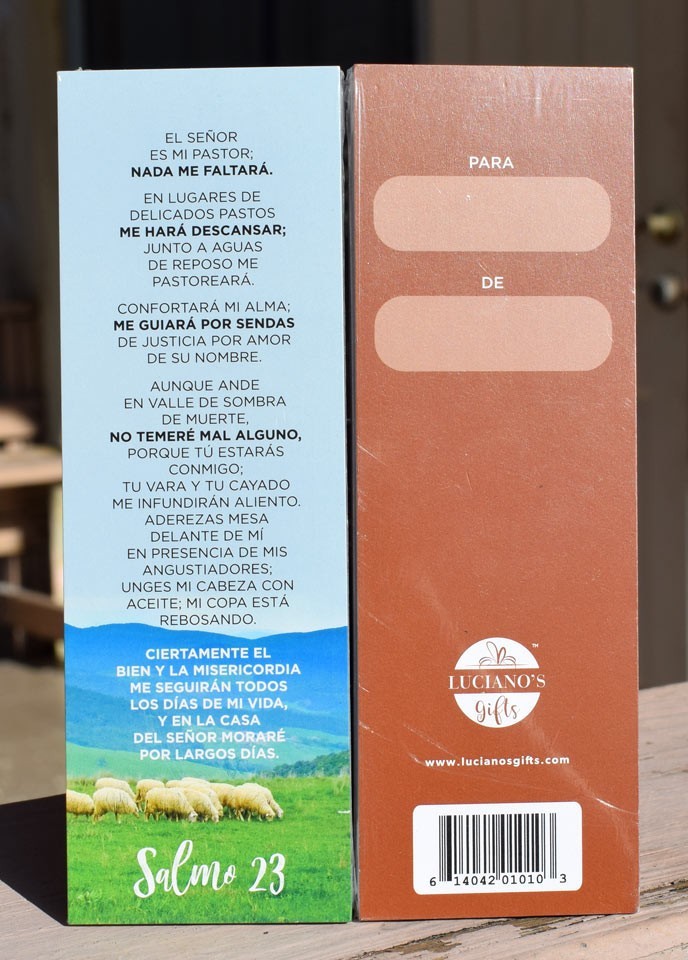 EL SEÑOR
ES MI PASTOR;
NADA ME FALTARÁ.
EN LUGARES DE
DELICADOS PASTOS
ME HARÁ DESCANSAR;
JUNTO A AGUAS
DE REPOSO ME
PASTOREARÁ.
CONFORTARÁ MI ALMA;
ME GUIARÁ POR SENDAS
DE JUSTICIA POR AMOR
DE SU NOMBRE.
AUNQUE ANDE
EN VALLE DE SOMBRA
DE MUERTE,
NO TEMERÉ MAL ALGUNO,
PORQUE TÚ ESTARÁS
CONMIGO;
TU VARA Y TU CAYADO
ME INFUNDIRÁN ALIENTO.
ADEREZAS MESA
DELANTE DE MÍ
EN PRESENCIA DE MIS
ANGUSTIADORES;
UNGES MI CABEZA CON
ACEITE; MI COPA ESTÁ
REBOSANDO.
CIERTAMENTE EL
BIEN Y LA MISERICORDIA
ME SEGUIRÁN TODOS
LOS DÍAS DE MI VIDA,
Y EN LA CASA
DEL SEÑOR MORARÉ
POR LARGOS DÍAS.
Salmo 23
PARA
DE
LUCIANO'S
gifts
™
www.lucianosgifts.com
6 14042 01010 3